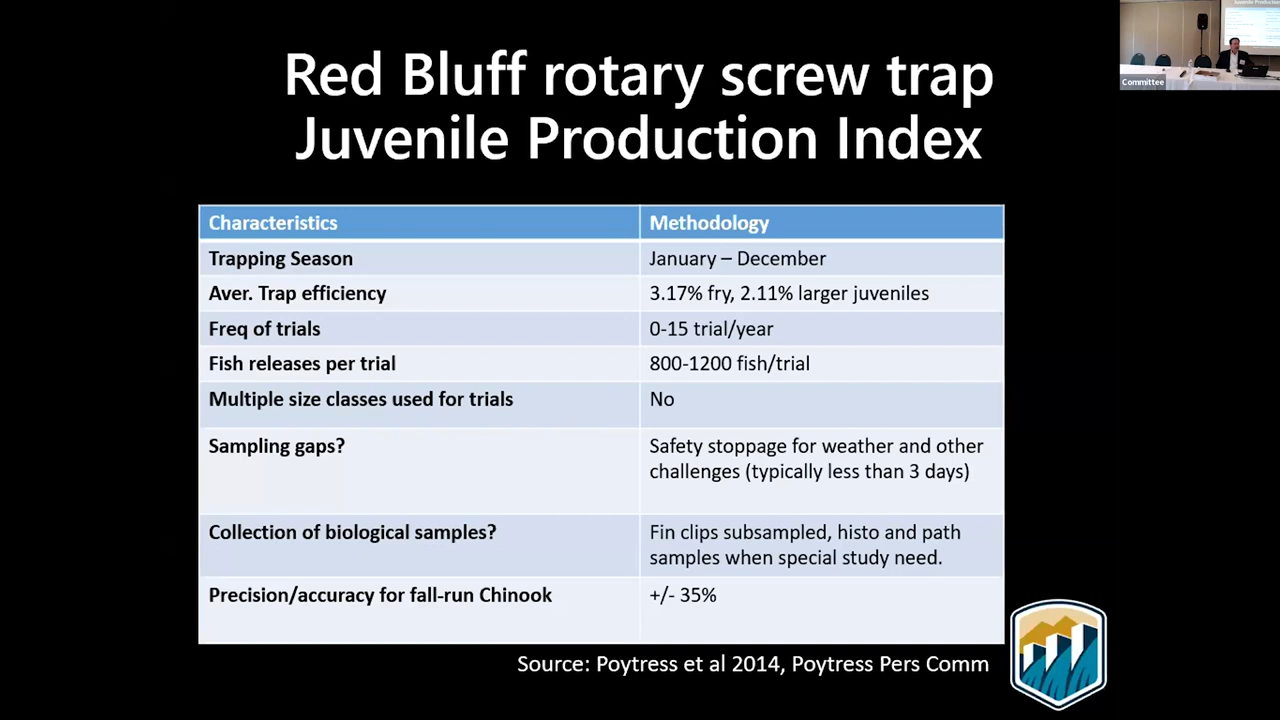 Red Bluff rotary screw trap
Juvenile Production Index
Characteristics
Methodology
Trapping Season
January – December
Aver. Trap efficiency
3.17% fry, 2.11% larger juveniles
Freq of trials
0-15 trial/year
Fish releases per trial
800-1200 fish/trial
Multiple size classes used for trials
No
Sampling gaps?
Safety stoppage for weather and other
challenges (typically less than 3 days)
Collection of biological samples?
Fin clips subsampled, histo and path
samples when special study need.
Precision/accuracy for fall-run Chinook
+/- 35%
Source: Poytress et al 2014, Poytress Pers Comm
Committee